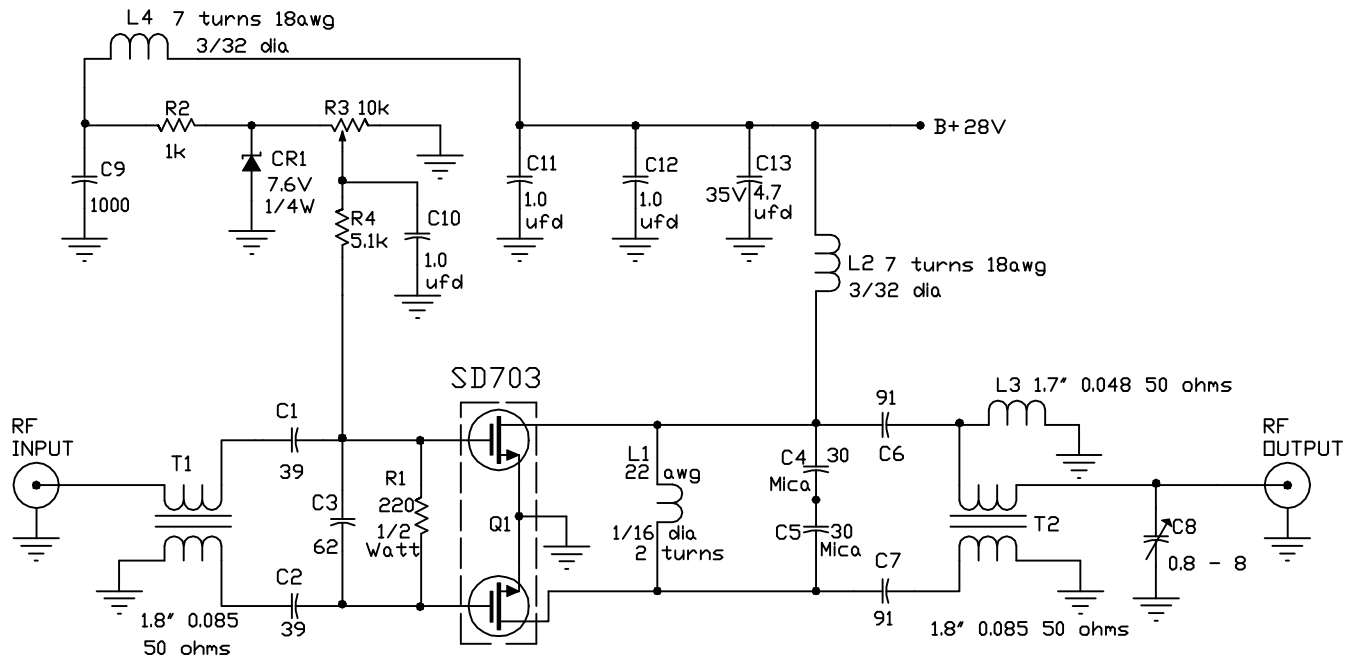 L4 7 turns 18awg
3/32 dia
R2
1k
R3 10k
B+28V
C9
1000
CR1
7.6V
1/4W
R4
5.1k
C10
1.0
ufd
C11
1.0
ufd
C12
1.0
ufd
C13
35V 4.7
ufd
L2 7 turns 18awg
3/32 dia
SD703
L3 1.7" 0.048 50 ohms
RF
INPUT
T1
C1
39
C3
62
R1
220
1/2
Watt
Q1
L1
22 awg
1/16 dia
2 turns
C4 30
Mica
C5 30
Mica
91
C6
C7
91
RF
OUTPUT
T2
C8
0.8 - 8
C2
39
1.8" 0.085
50 ohms
1.8" 0.085 50 ohms